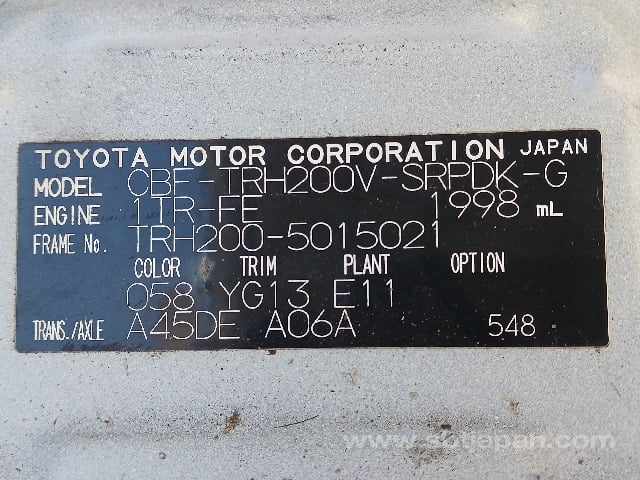 TOYOTA MOTOR CORPORATION JAPAN
MODEL CBF-TRH200V-SRPDK-G
ENGINE 1TR-FE 1998 mL
FRAME No. TRH200-5015021
COLOR TRIM PLANT OPTION
058 YG13 E11
TRANS./AXLE A45DE A06A 548
www.sbtjapan.com